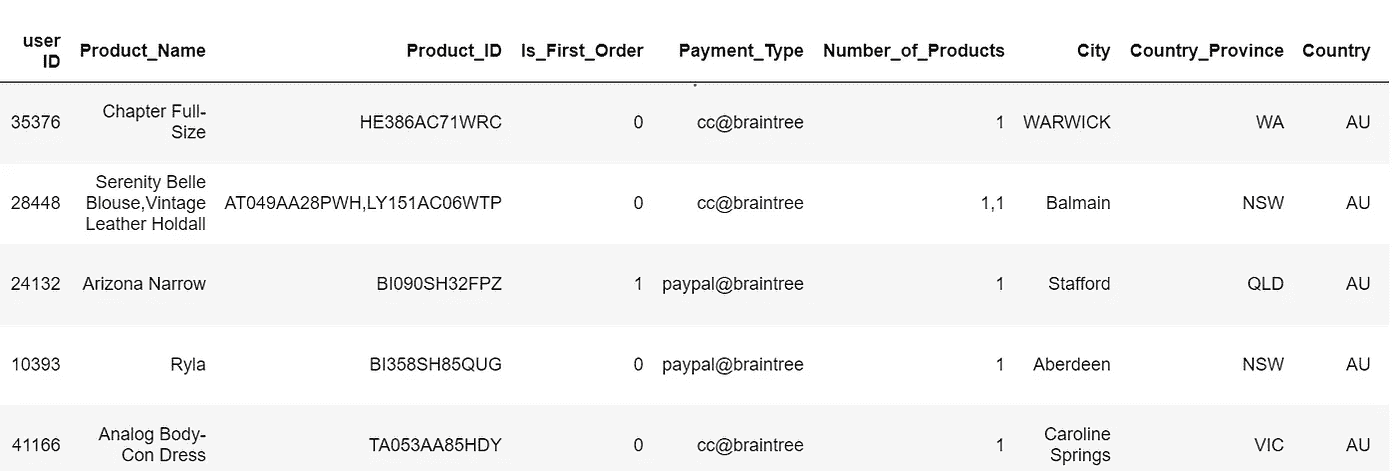 user ID Product_Name Product_ID Is_First_Order Payment_Type Number_of_Products City Country_Province Country
35376 Chapter Full-Size HE386AC71WRC 0 cc@braintree 1 WARWICK WA AU
28448 Serenity Belle Blouse,Vintage Leather Holdall AT049AA28PWH,LY151AC06WTP 0 cc@braintree 1,1 Balmain NSW AU
24132 Arizona Narrow BI090SH32FPZ 1 paypal@braintree 1 Stafford QLD AU
10393 Ryla BI358SH85QUG 0 paypal@braintree 1 Aberdeen NSW AU
41166 Analog Body-Con Dress TA053AA85HDY 0 cc@braintree 1 Caroline Springs VIC AU